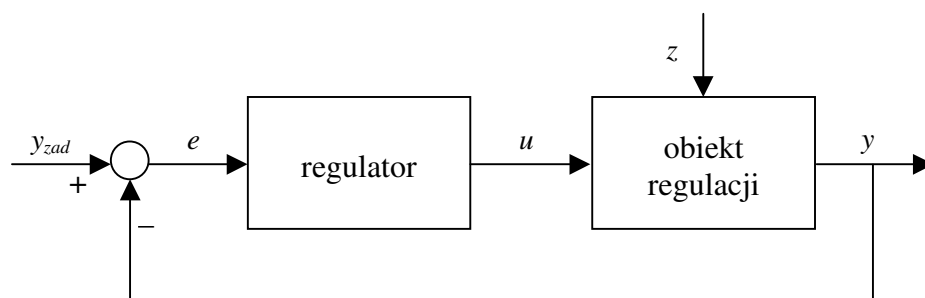 z
y_zad
e
regulator
u
obiekt
regulacji
y
+
−